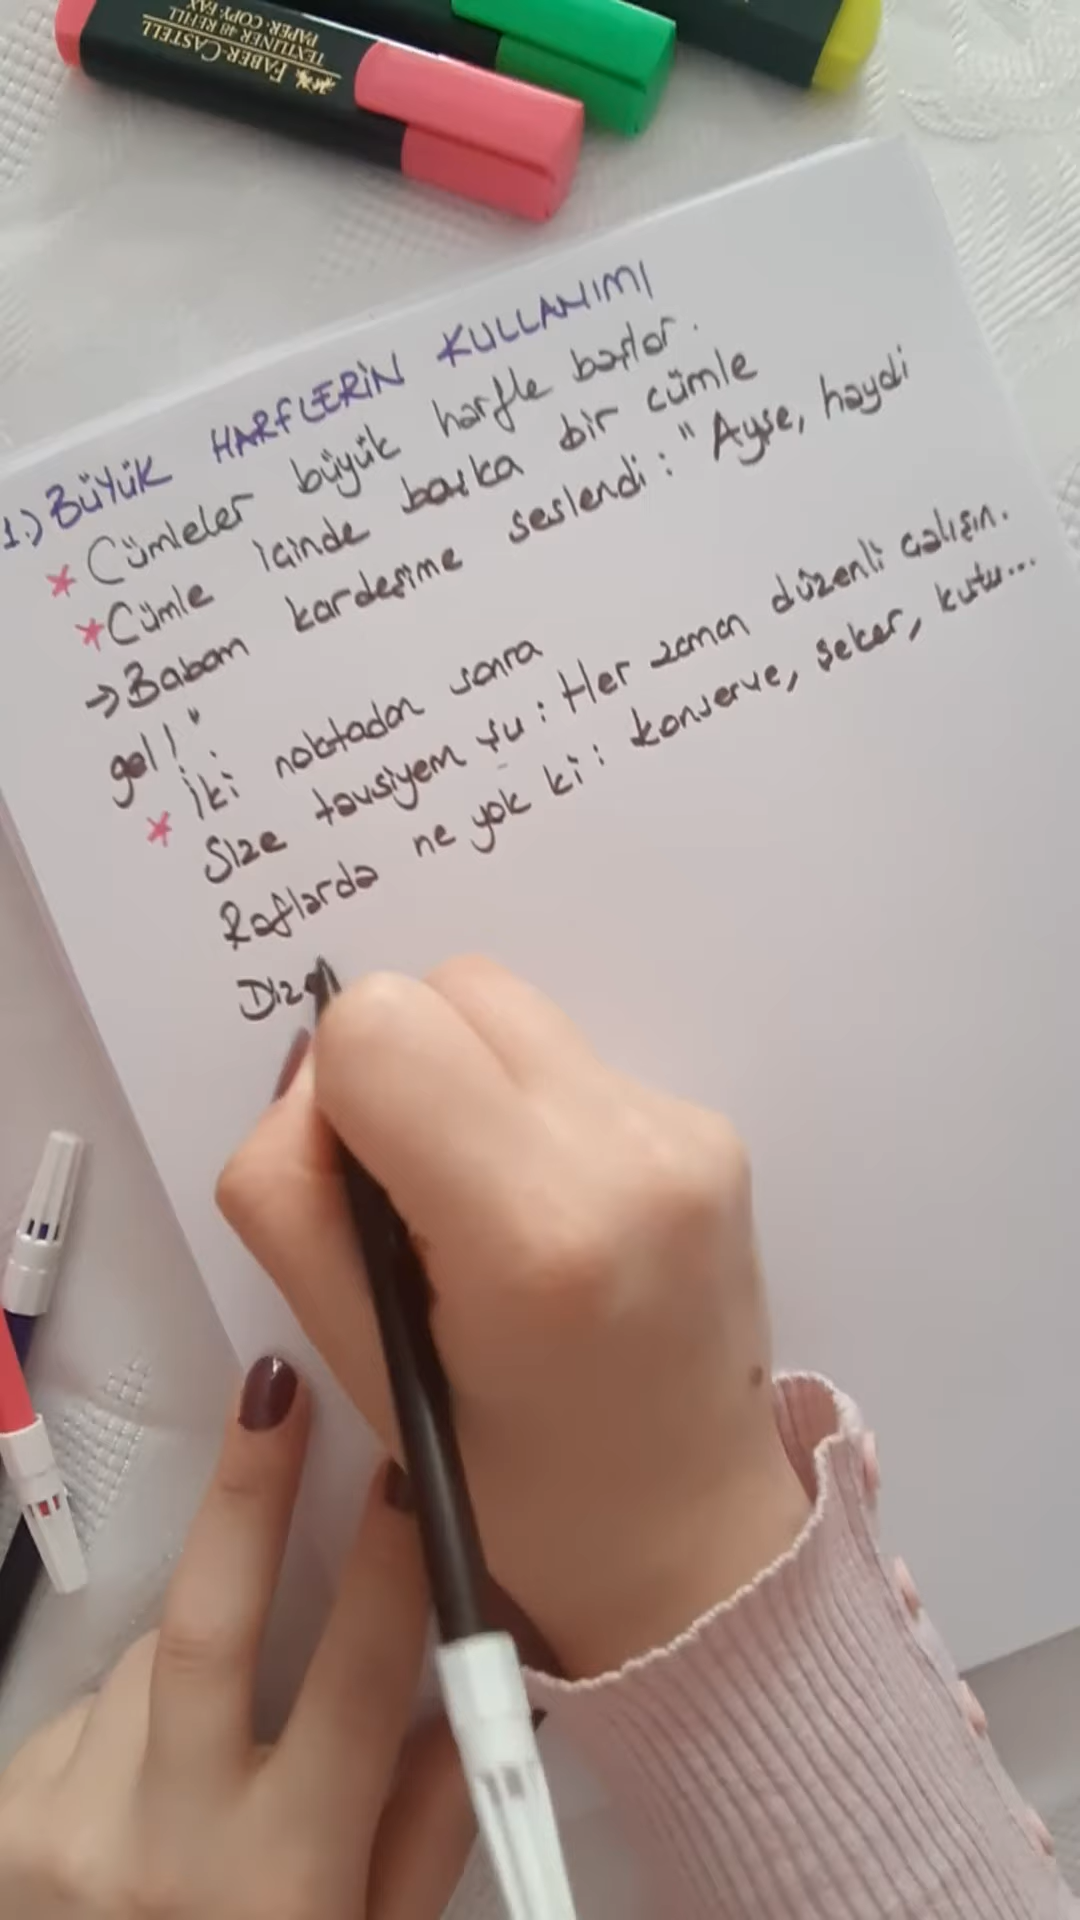 FABER-CASTELL
TEXTLINER 48 REFILL
PAPER·COPY·FAX
1.) BÜYÜK HARFLERİN KULLANIMI
* Cümleler büyük harfle başlar.
* Cümle içinde başka bir cümle
→ Babam kardeşime seslendi: "Ayşe, haydi
gel!"
* İki noktadan sonra
Size tavsiyem şu: Her zaman düzenli çalışın.
Raflarda ne yok ki: konserve, şeker, kutu...
Diz